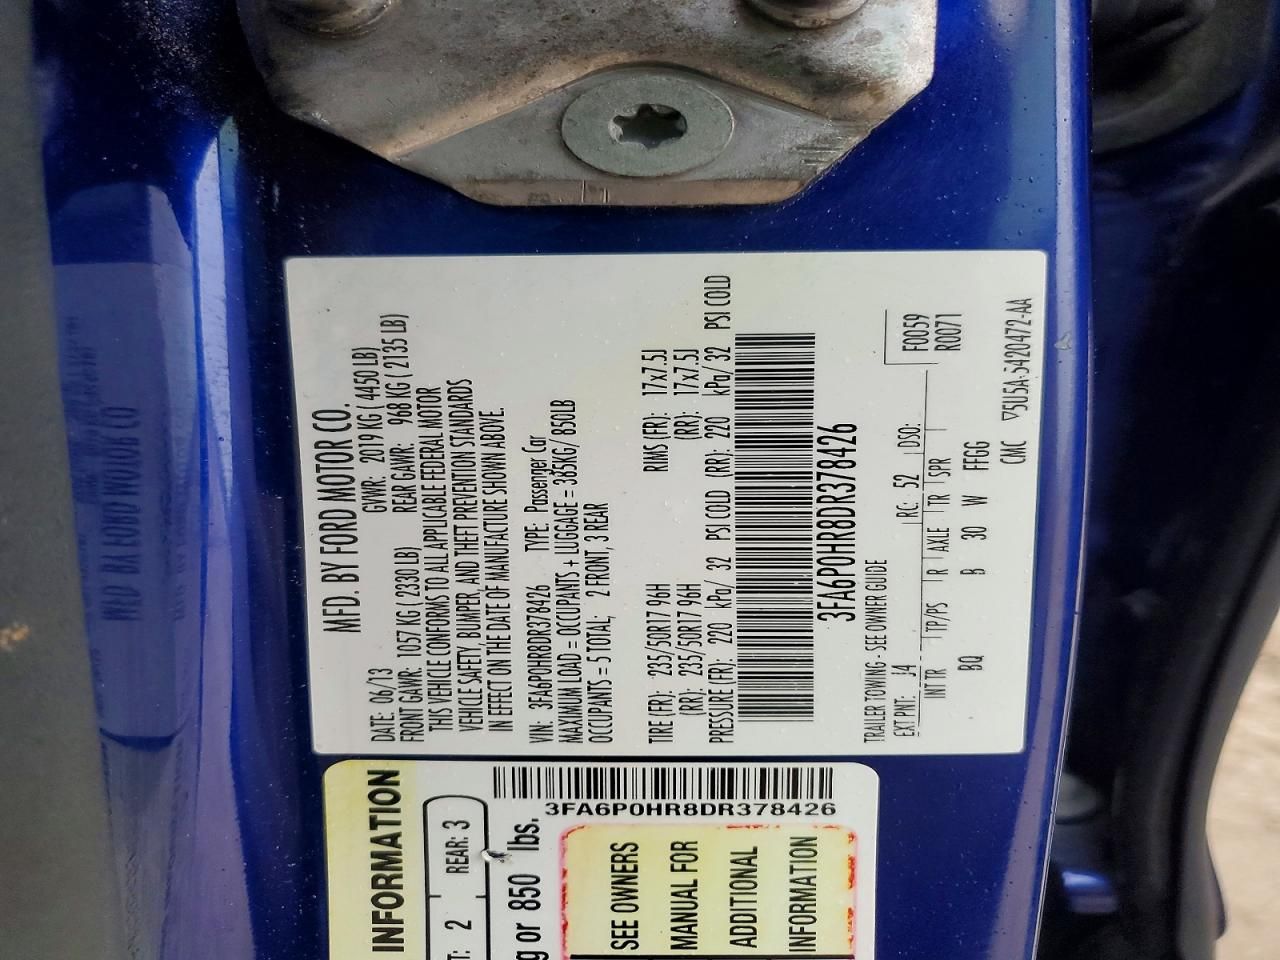 MFD. BY FORD MOTOR CO.
DATE: 06/13 GVWR: 2019 KG ( 4450 LB)
FRONT GAWR: 1057 KG ( 2330 LB) REAR GAWR: 968 KG ( 2135 LB)
THIS VEHICLE CONFORMS TO ALL APPLICABLE FEDERAL MOTOR
VEHICLE SAFETY, BUMPER, AND THEFT PREVENTION STANDARDS
IN EFFECT ON THE DATE OF MANUFACTURE SHOWN ABOVE.
VIN: 3FA6P0HR8DR378426 TYPE: Passenger Car
MAXIMUM LOAD = OCCUPANTS + LUGGAGE = 385KG/ 850LB
OCCUPANTS = 5 TOTAL; 2 FRONT, 3 REAR
TIRE (FR): 235/50R17 96H RIMS (FR): 17x7.5J
(RR): 235/50R17 96H (RR): 17x7.5J
PRESSURE (FR): 220 kPa/ 32 PSI COLD (RR): 220 kPa/ 32 PSI COLD
3FA6P0HR8DR378426
TRAILER TOWING - SEE OWNER GUIDE
F0059
R0071
EXT PNT: J4 RC: 52 DSO:
INT TR TP/PS R AXLE TR SPR
BQ B 30 W FFGG
CMC ▽5U5A-5420472-AA
INFORMATION
T: 2 REAR: 3
g or 850 lbs.
3FA6P0HR8DR378426
SEE OWNERS
MANUAL FOR
ADDITIONAL
INFORMATION